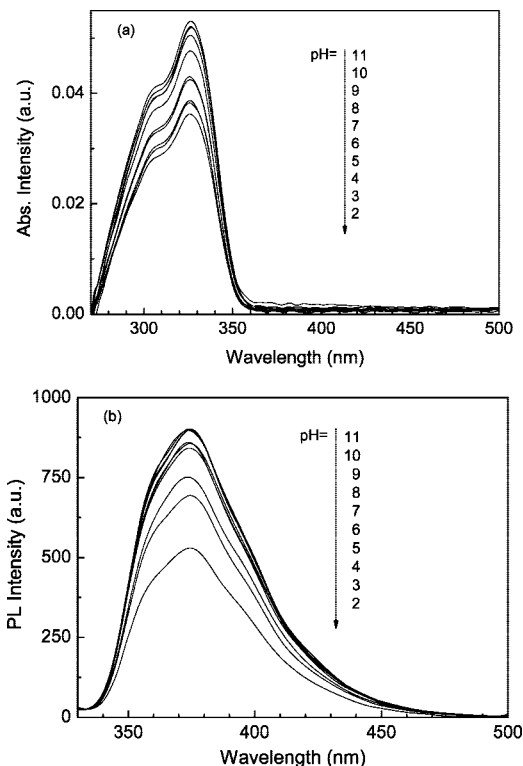 (a)
pH= 11
10
9
8
7
6
5
4
3
2
0.04
0.02
0.00
Abs. Intensity (a.u.)
300 350 400 450 500
Wavelength (nm)
(b)
pH= 11
10
9
8
7
6
5
4
3
2
1000
750
500
250
0
PL Intensity (a.u.)
350 400 450 500
Wavelength (nm)